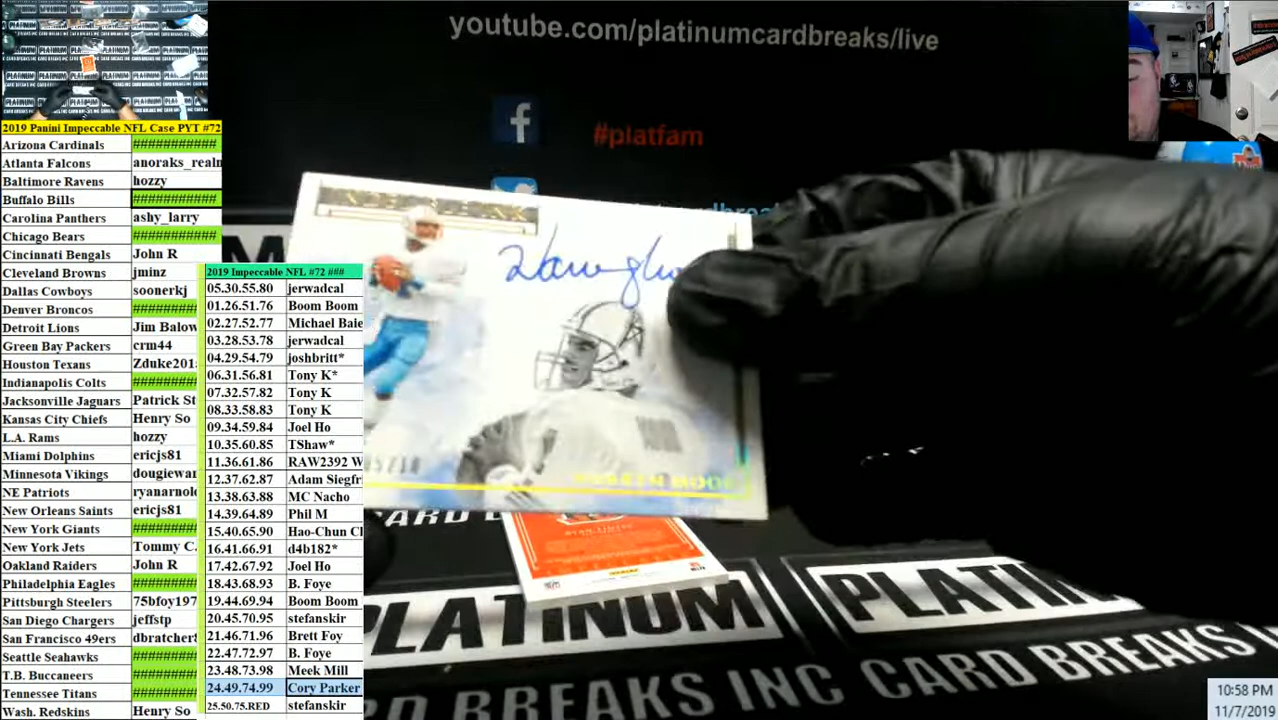 youtube.com/platinumcardbreaks/live
#platfam
2019 Panini Impeccable NFL Case PYT #72
Arizona Cardinals ###########
Atlanta Falcons anoraks_realn
Baltimore Ravens hozzy
Buffalo Bills ###########
Carolina Panthers ashy_larry
Chicago Bears ###########
Cincinnati Bengals John R
Cleveland Browns jminz
Dallas Cowboys soonerkj
Denver Broncos ########
Detroit Lions Jim Balow
Green Bay Packers crm44
Houston Texans Zduke201
Indianapolis Colts ########
Jacksonville Jaguars Patrick St
Kansas City Chiefs Henry So
L.A. Rams hozzy
Miami Dolphins ericjs81
Minnesota Vikings dougiewar
NE Patriots ryanarnol
New Orleans Saints ericjs81
New York Giants ########
New York Jets Tommy C.
Oakland Raiders John R
Philadelphia Eagles ########
Pittsburgh Steelers 75bfoy197
San Diego Chargers jeffstp
San Francisco 49ers dbratcher8
Seattle Seahawks ########
T.B. Buccaneers ########
Tennessee Titans ########
Wash. Redskins Henry So
2019 Impeccable NFL #72 ###
05.30.55.80 jerwadcal
01.26.51.76 Boom Boom
02.27.52.77 Michael Baie
03.28.53.78 jerwadcal
04.29.54.79 joshbritt*
06.31.56.81 Tony K*
07.32.57.82 Tony K
08.33.58.83 Tony K
09.34.59.84 Joel Ho
10.35.60.85 TShaw*
11.36.61.86 RAW2392 W
12.37.62.87 Adam Siegfr
13.38.63.88 MC Nacho
14.39.64.89 Phil M
15.40.65.90 Hao-Chun Cl
16.41.66.91 d4b182*
17.42.67.92 Joel Ho
18.43.68.93 B. Foye
19.44.69.94 Boom Boom
20.45.70.95 stefanskir
21.46.71.96 Brett Foy
22.47.72.97 B. Foye
23.48.73.98 Meek Mill
24.49.74.99 Cory Parker
25.50.75.RED stefanskir
CARD B
PLATINUM
PLATIN
D BREAKS INC CARD BREAKS I
10:58 PM
11/7/2019